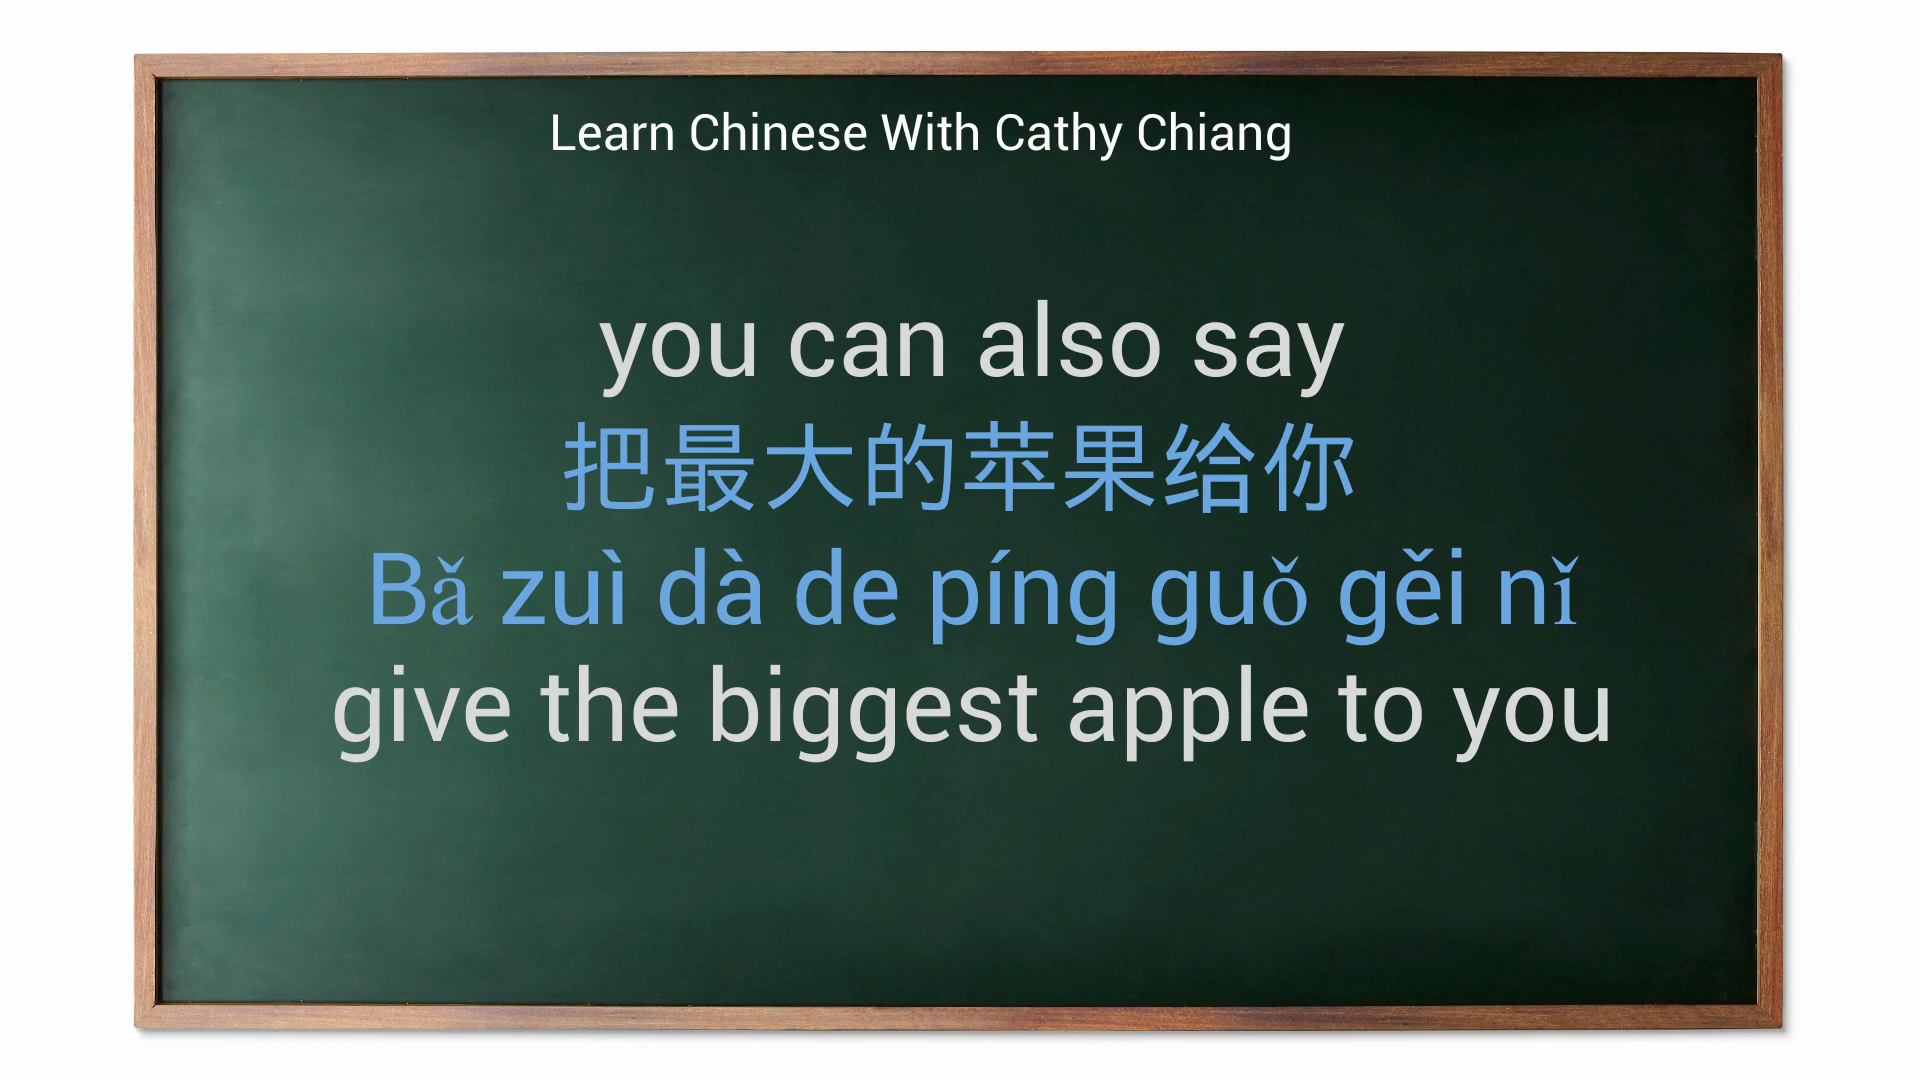 Learn Chinese With Cathy Chiang
you can also say
把最大的苹果给你
Bǎ zuì dà de píng guǒ gěi nǐ
give the biggest apple to you